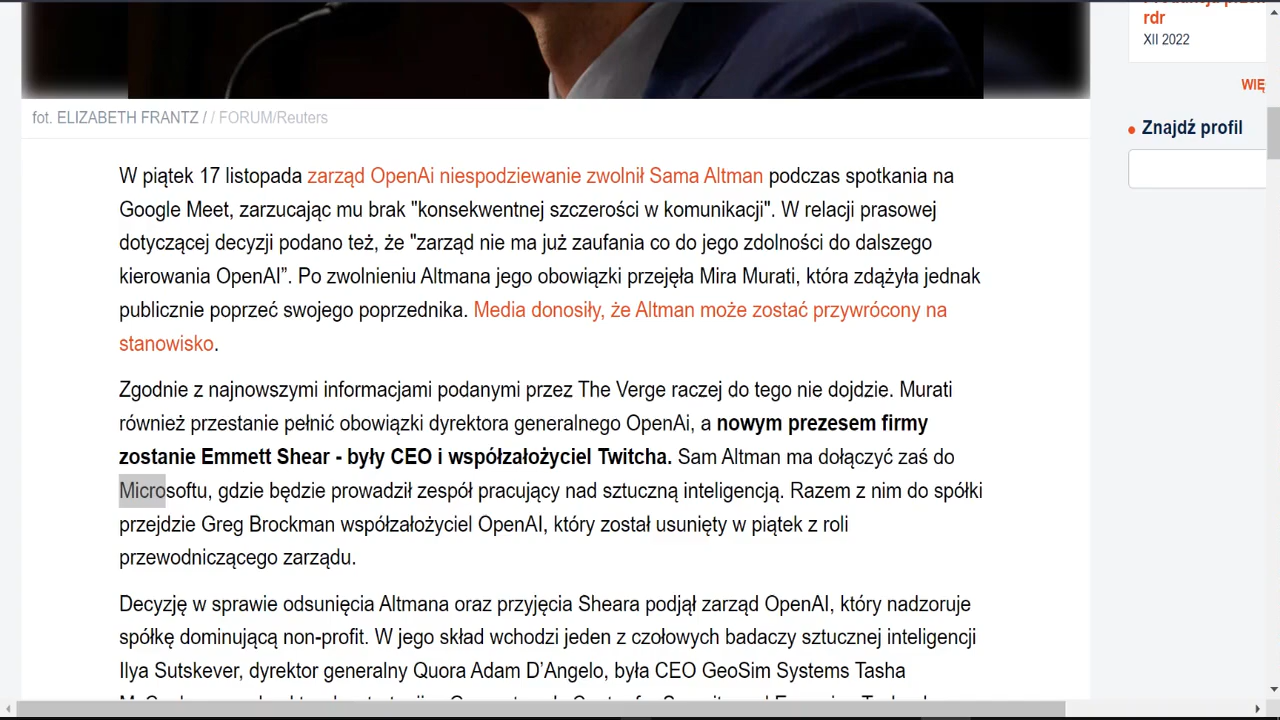 rdr
XII 2022
WIĘ
fot. ELIZABETH FRANTZ / / FORUM/Reuters
Znajdź profil
W piątek 17 listopada zarząd OpenAi niespodziewanie zwolnił Sama Altman podczas spotkania na
Google Meet, zarzucając mu brak "konsekwentnej szczerości w komunikacji". W relacji prasowej
dotyczącej decyzji podano też, że "zarząd nie ma już zaufania co do jego zdolności do dalszego
kierowania OpenAI”. Po zwolnieniu Altmana jego obowiązki przejęła Mira Murati, która zdążyła jednak
publicznie poprzeć swojego poprzednika. Media donosiły, że Altman może zostać przywrócony na
stanowisko.
Zgodnie z najnowszymi informacjami podanymi przez The Verge raczej do tego nie dojdzie. Murati
również przestanie pełnić obowiązki dyrektora generalnego OpenAi, a nowym prezesem firmy
zostanie Emmett Shear - były CEO i współzałożyciel Twitcha. Sam Altman ma dołączyć zaś do
Microsoftu, gdzie będzie prowadził zespół pracujący nad sztuczną inteligencją. Razem z nim do spółki
przejdzie Greg Brockman współzałożyciel OpenAI, który został usunięty w piątek z roli
przewodniczącego zarządu.
Decyzję w sprawie odsunięcia Altmana oraz przyjęcia Sheara podjął zarząd OpenAI, który nadzoruje
spółkę dominującą non-profit. W jego skład wchodzi jeden z czołowych badaczy sztucznej inteligencji
Ilya Sutskever, dyrektor generalny Quora Adam D’Angelo, była CEO GeoSim Systems Tasha